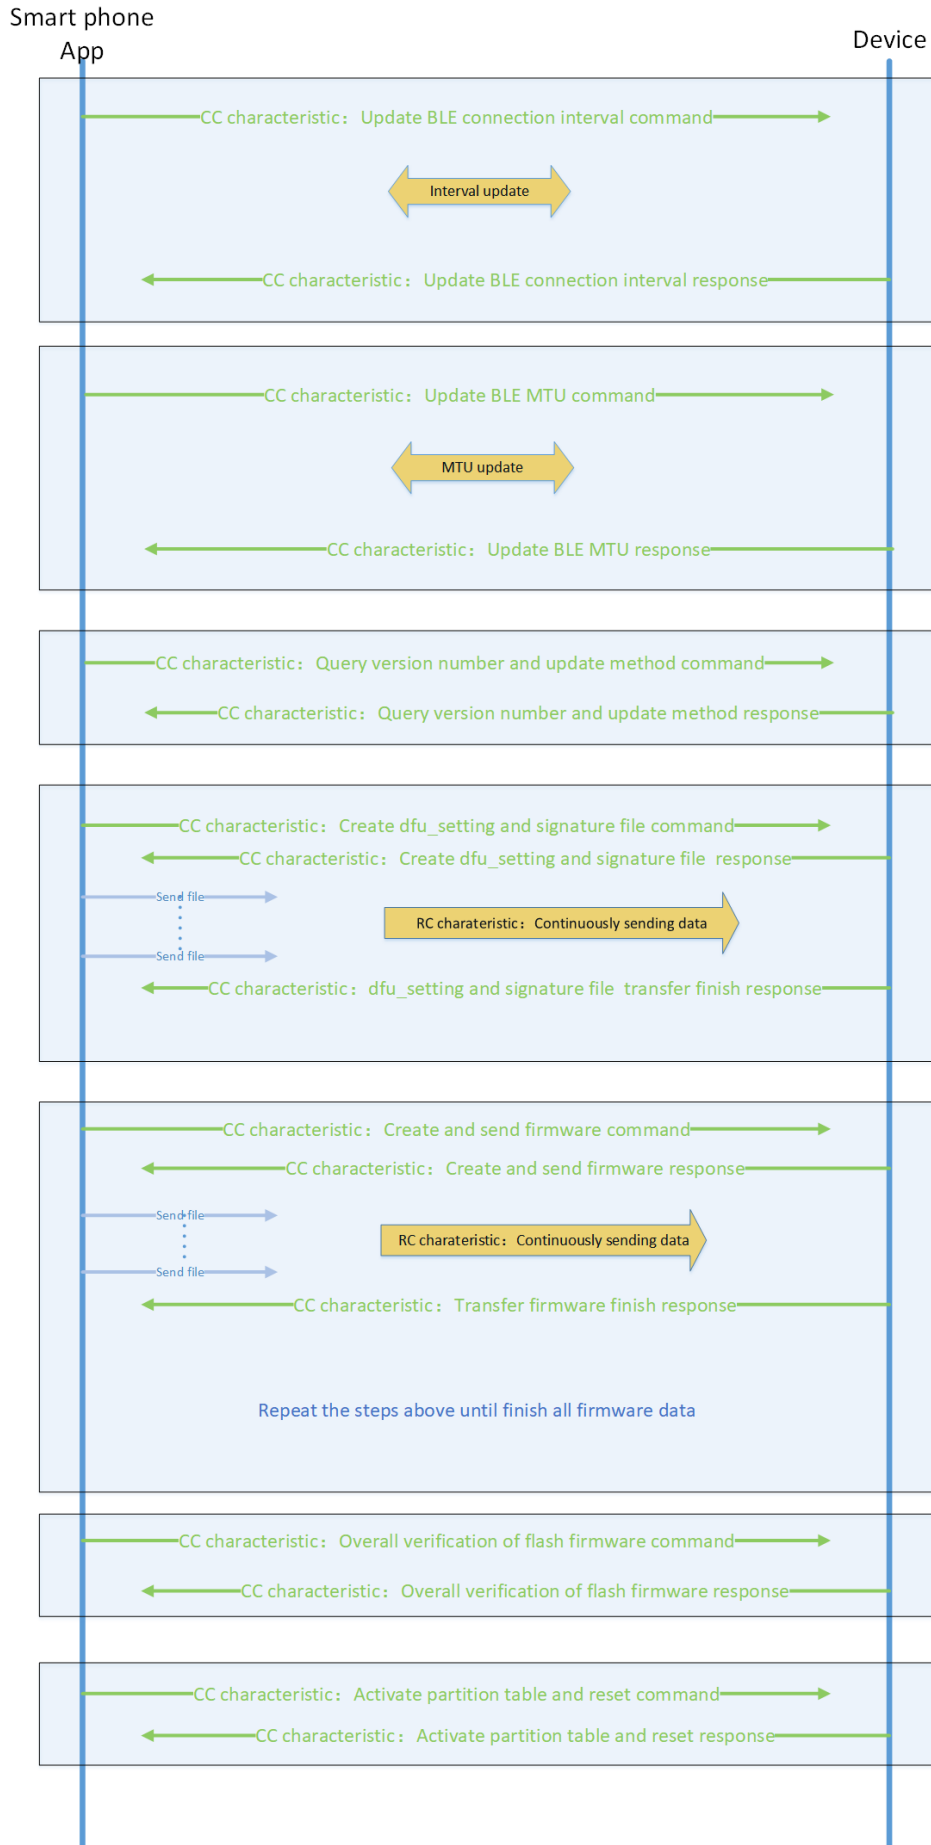 Smart phone
App
Device
CC characteristic：Update BLE connection interval command
Interval update
CC characteristic：Update BLE connection interval response
CC characteristic：Update BLE MTU command
MTU update
CC characteristic：Update BLE MTU response
CC characteristic：Query version number and update method command
CC characteristic：Query version number and update method response
CC characteristic：Create dfu_setting and signature file command
CC characteristic：Create dfu_setting and signature file response
Send file
RC charateristic：Continuously sending data
Send file
CC characteristic：dfu_setting and signature file transfer finish response
CC characteristic：Create and send firmware command
CC characteristic：Create and send firmware response
Send file
RC charateristic：Continuously sending data
Send file
CC characteristic：Transfer firmware finish response
Repeat the steps above until finish all firmware data
CC characteristic：Overall verification of flash firmware command
CC characteristic：Overall verification of flash firmware response
CC characteristic：Activate partition table and reset command
CC characteristic：Activate partition table and reset response